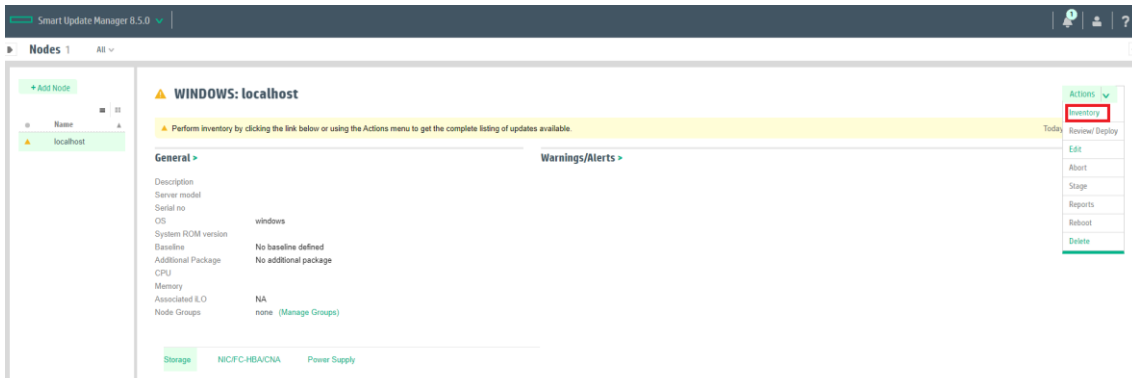 Smart Update Manager 8.5.0
1
?
Nodes 1 All
+ Add Node
Name
localhost
WINDOWS: localhost
Perform inventory by clicking the link below or using the Actions menu to get the complete listing of updates available.
Today
General >
Description
Server model
Serial no
OS windows
System ROM version
Baseline No baseline defined
Additional Package No additional package
CPU
Memory
Associated iLO NA
Node Groups none (Manage Groups)
Warnings/Alerts >
Actions
Inventory
Review/ Deploy
Edit
Abort
Stage
Reports
Reboot
Delete
Storage NIC/FC-HBA/CNA Power Supply